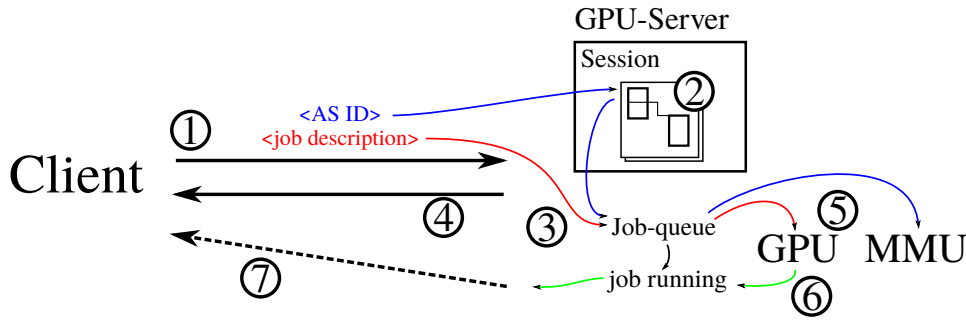 GPU-Server
Session
②
<AS ID>
①
<job description>
Client
④
③
Job-queue
⑤
GPU MMU
job running
⑦
⑥